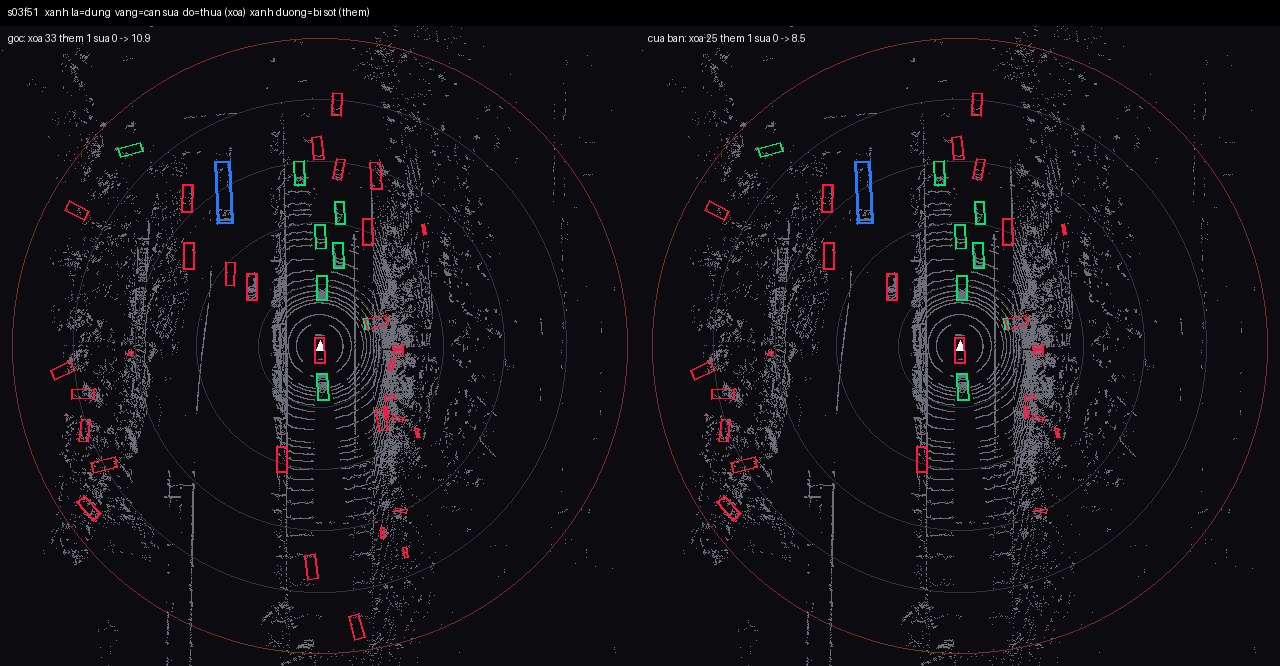 s03f51 xanh la=dung vang=can sua do=thua (xoa) xanh duong=bi sot (them)
goc: xoa 33 them 1 sua 0 -> 10.9
cua ban: xoa 25 them 1 sua 0 -> 8.5